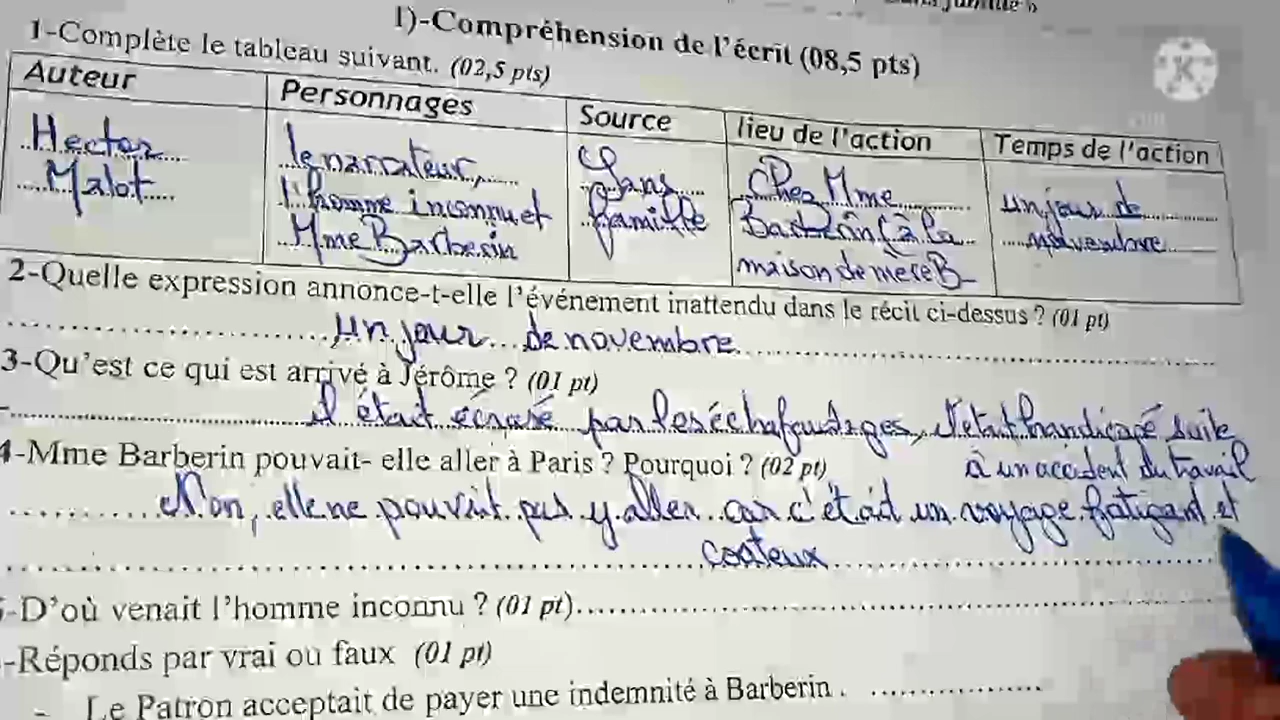 Sans famille »
I)-Compréhension de l'écrit (08,5 pts)
1-Complète le tableau suivant. (02,5 pts)
Auteur Personnages Source lieu de l'action Temps de l'action
Hector Malot
le narrateur,
l'homme inconnu et
Mme Barberin
Sans
famille
Chez Mme
Barberin (à la
maison de mère B-
un jour de
novembre
2-Quelle expression annonce-t-elle l'événement inattendu dans le récit ci-dessus ? (01 pt)
un jour de novembre
3-Qu'est ce qui est arrivé à Jérôme ? (01 pt)
Il était écrasé par les échafaudages, Il était handicapé suite
à un accident du travail
4-Mme Barberin pouvait- elle aller à Paris ? Pourquoi ? (02 pt)
Non, elle ne pouvait pas y aller car c'était un voyage fatigant et
coûteux
-D'où venait l'homme inconnu ? (01 pt)
-Réponds par vrai ou faux (01 pt)
- Le Patron acceptait de payer une indemnité à Barberin .
K